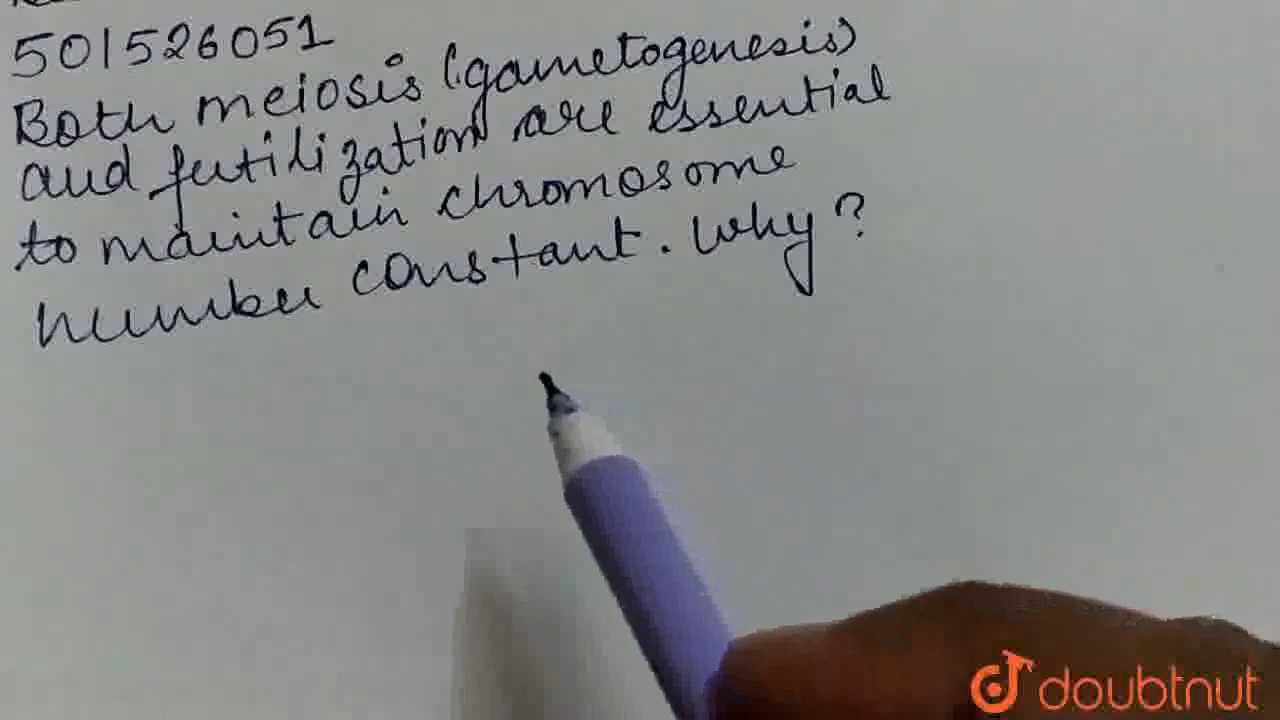 501526051
Both meiosis (gametogenesis)
and fertilization are essential
to maintain chromosome
number constant. Why?
doubtnut